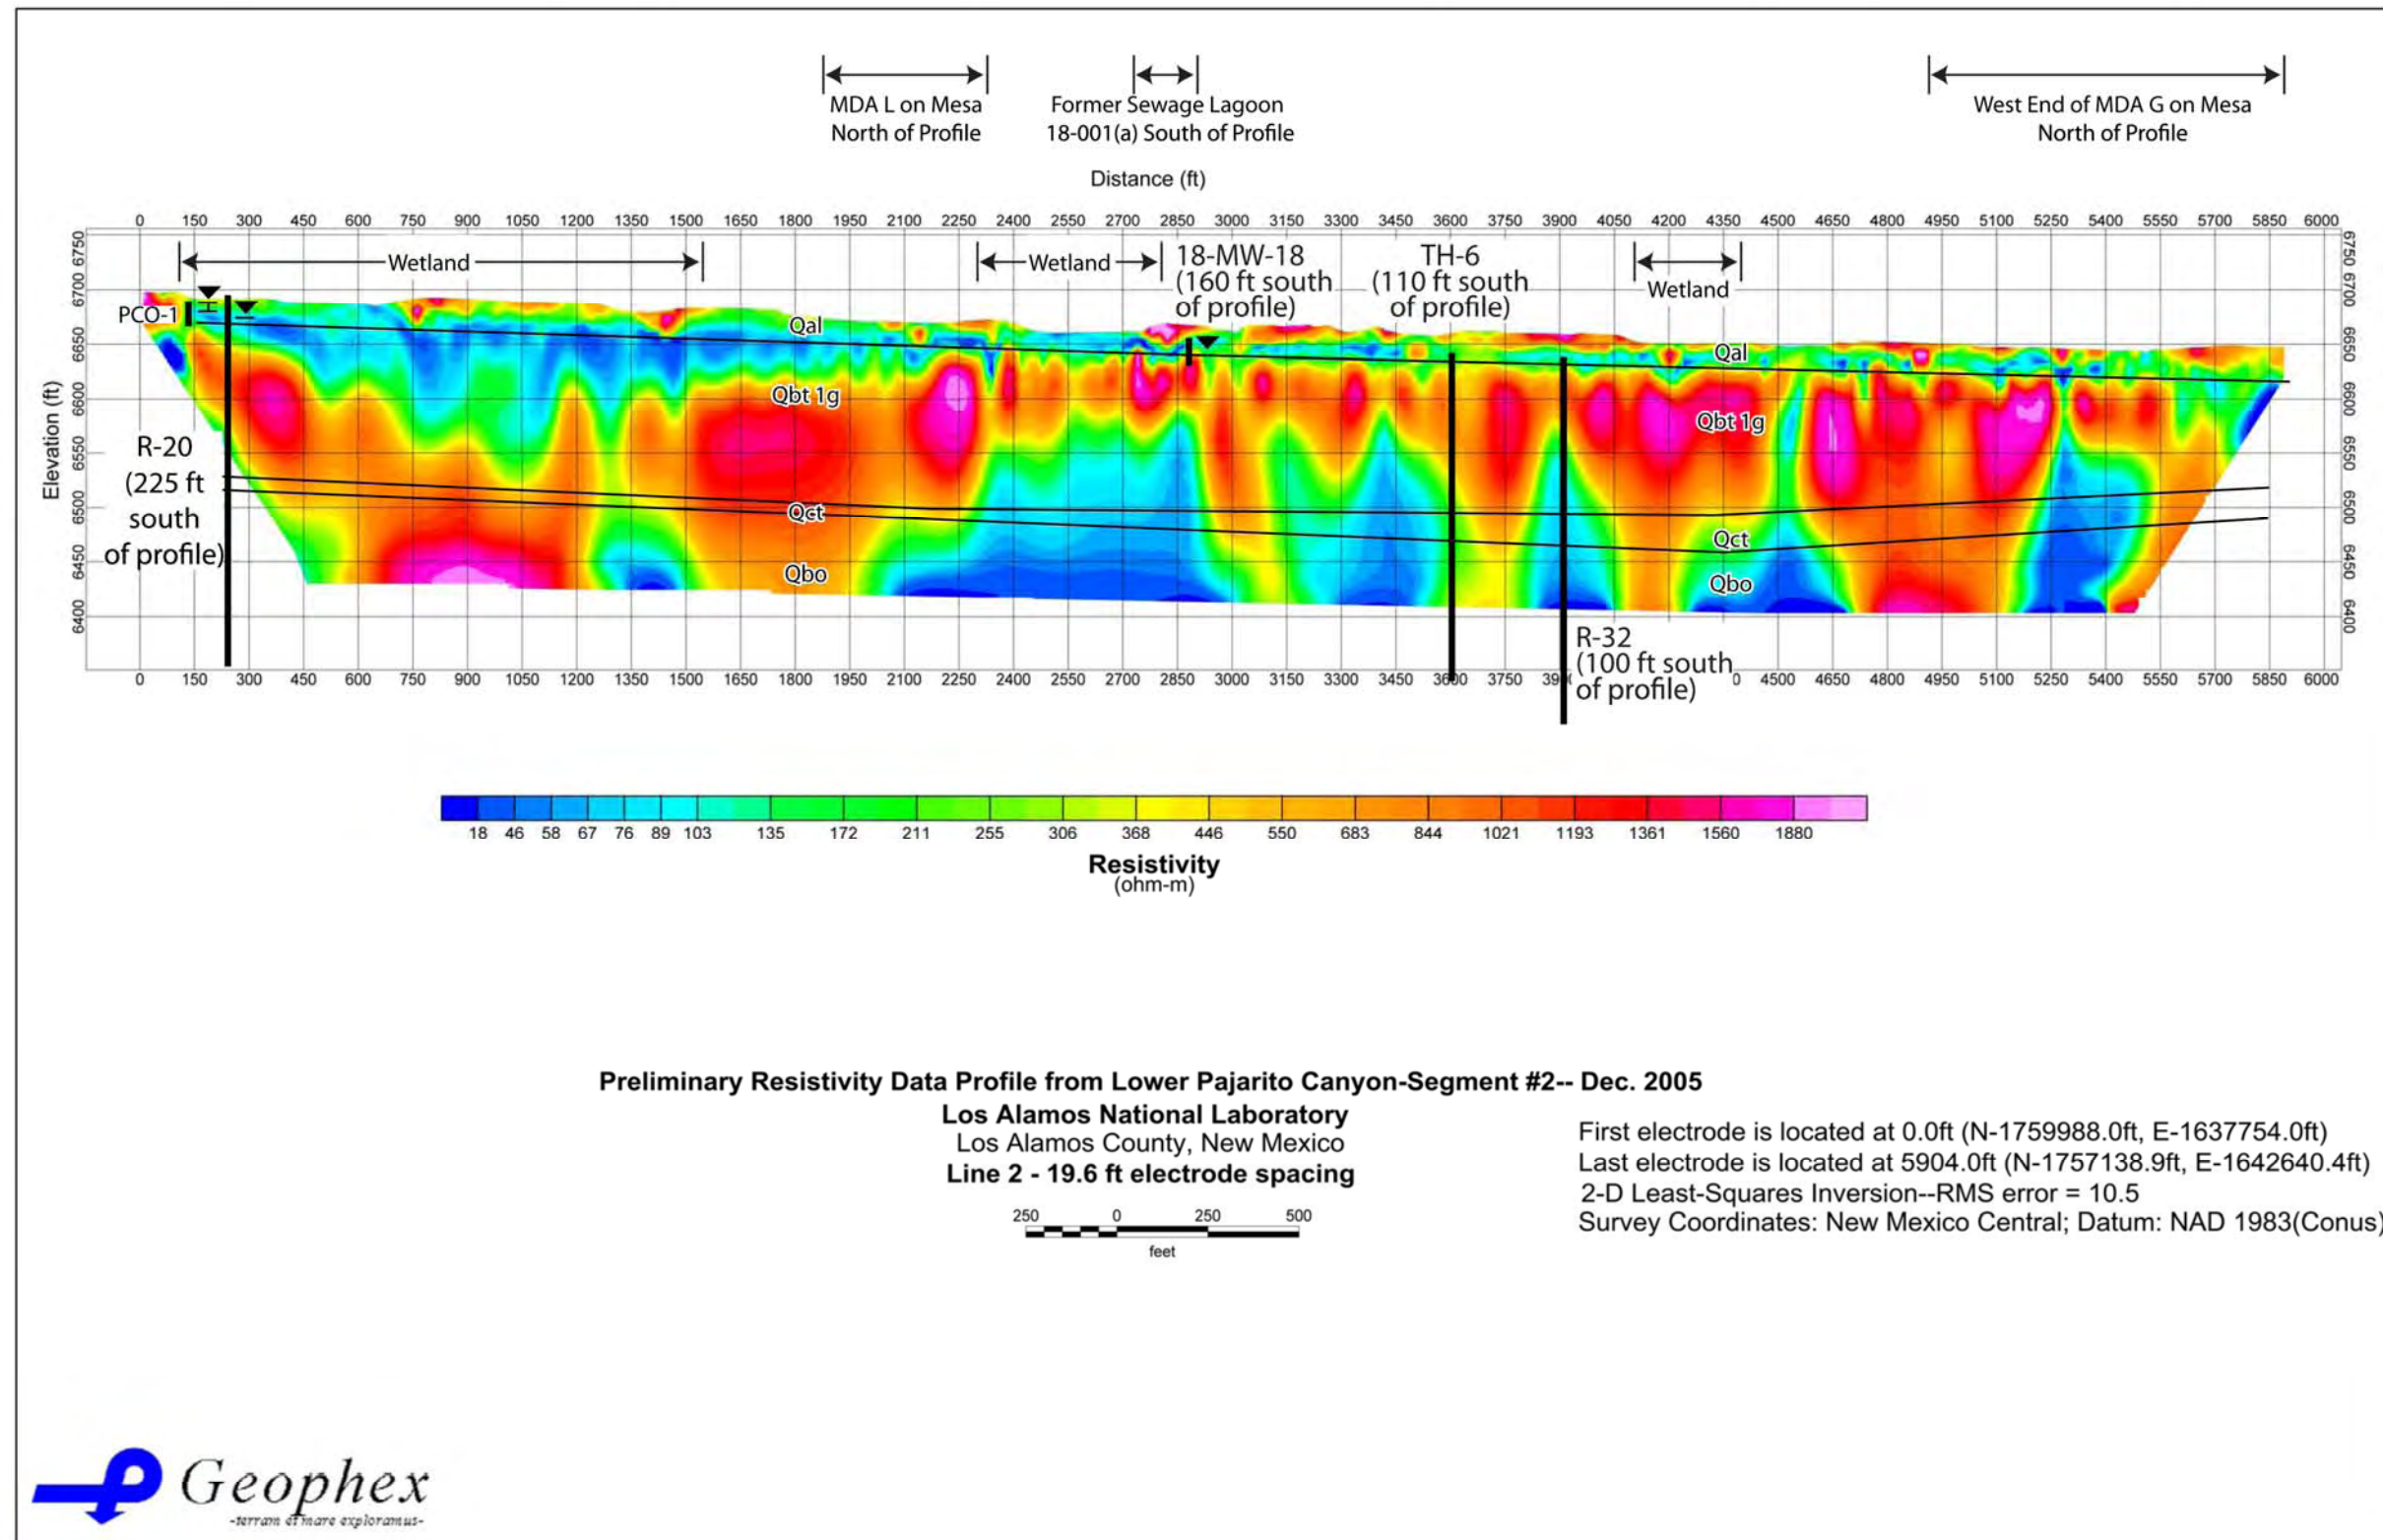 MDA L on Mesa
North of Profile
Former Sewage Lagoon
18-001(a) South of Profile
West End of MDA G on Mesa
North of Profile
Distance (ft)
0 150 300 450 600 750 900 1050 1200 1350 1500 1650 1800 1950 2100 2250 2400 2550 2700 2850 3000 3150 3300 3450 3600 3750 3900 4050 4200 4350 4500 4650 4800 4950 5100 5250 5400 5550 5700 5850 6000
Elevation (ft)
6750
6700
6650
6600
6550
6500
6450
6400
6750
6700
6650
6600
6550
6500
6450
6400
Wetland
Wetland
18-MW-18
(160 ft south
of profile)
TH-6
(110 ft south
of profile)
Wetland
PCO-1
Qal
Qal
Qbt 1g
Qbt 1g
R-20
(225 ft
south
of profile)
Qct
Qct
Qbo
Qbo
R-32
(100 ft south
of profile)
0 150 300 450 600 750 900 1050 1200 1350 1500 1650 1800 1950 2100 2250 2400 2550 2700 2850 3000 3150 3300 3450 3600 3750 4500 4650 4800 4950 5100 5250 5400 5550 5700 5850 6000
18 46 58 67 76 89 103 135 172 211 255 306 368 446 550 683 844 1021 1193 1361 1560 1880
Resistivity
(ohm-m)
Preliminary Resistivity Data Profile from Lower Pajarito Canyon-Segment #2-- Dec. 2005
Los Alamos National Laboratory
Los Alamos County, New Mexico
Line 2 - 19.6 ft electrode spacing
250 0 250 500
feet
First electrode is located at 0.0ft (N-1759988.0ft, E-1637754.0ft)
Last electrode is located at 5904.0ft (N-1757138.9ft, E-1642640.4ft)
2-D Least-Squares Inversion--RMS error = 10.5
Survey Coordinates: New Mexico Central; Datum: NAD 1983(Conus)
Geophex
-terram et mare exploramus-